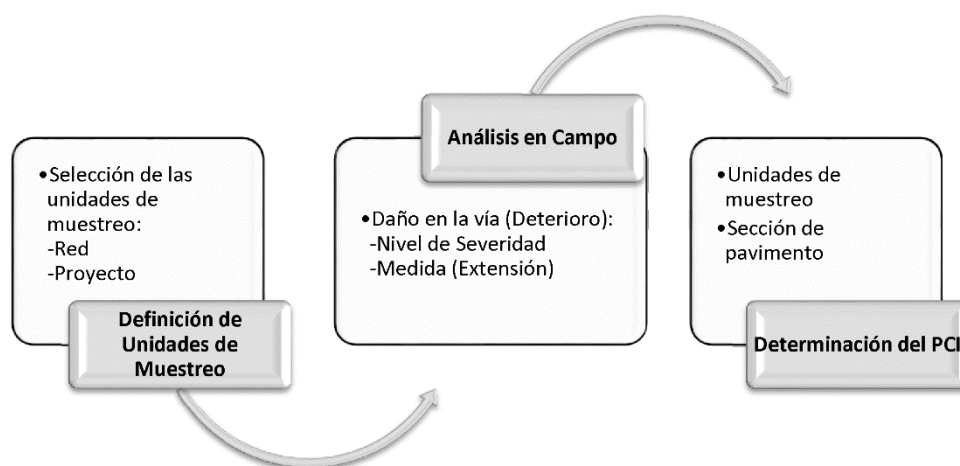 •Selección de las
unidades de
muestreo:
-Red
-Proyecto
Definición de
Unidades de
Muestreo
Análisis en Campo
•Daño en la vía (Deterioro):
-Nivel de Severidad
-Medida (Extensión)
•Unidades de
muestreo
•Sección de
pavimento
Determinación del PCI